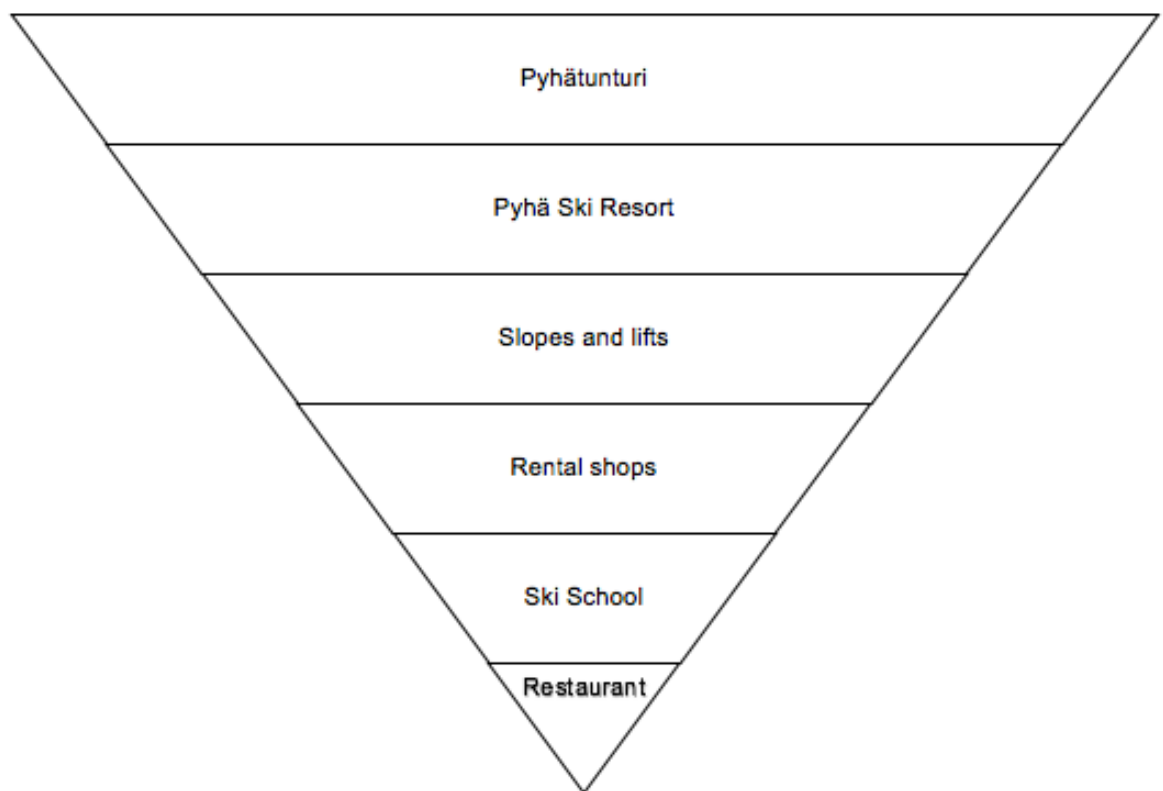 Pyhätunturi
Pyhä Ski Resort
Slopes and lifts
Rental shops
Ski School
Restaurant